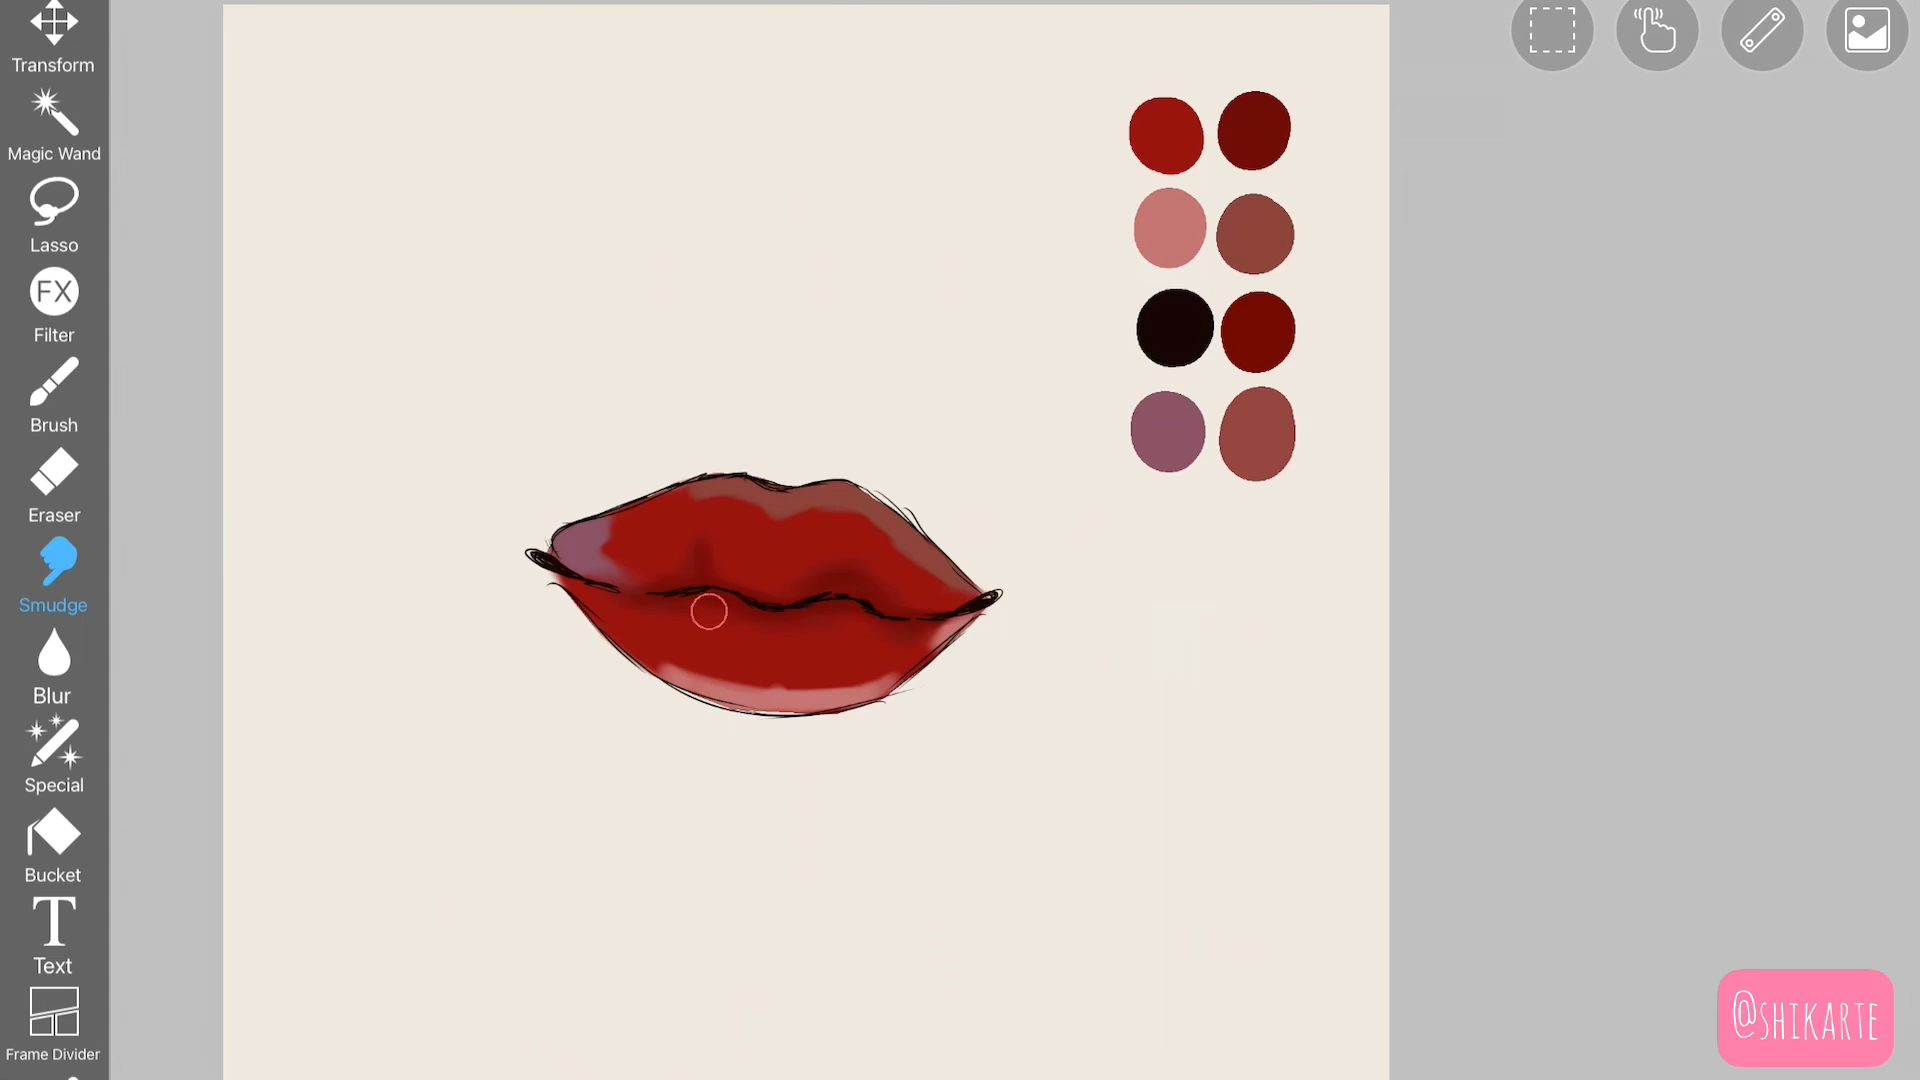 Transform
Magic Wand
Lasso
FX
Filter
Brush
Eraser
Smudge
Blur
Special
Bucket
T
Text
Frame Divider
@SHIKARTE